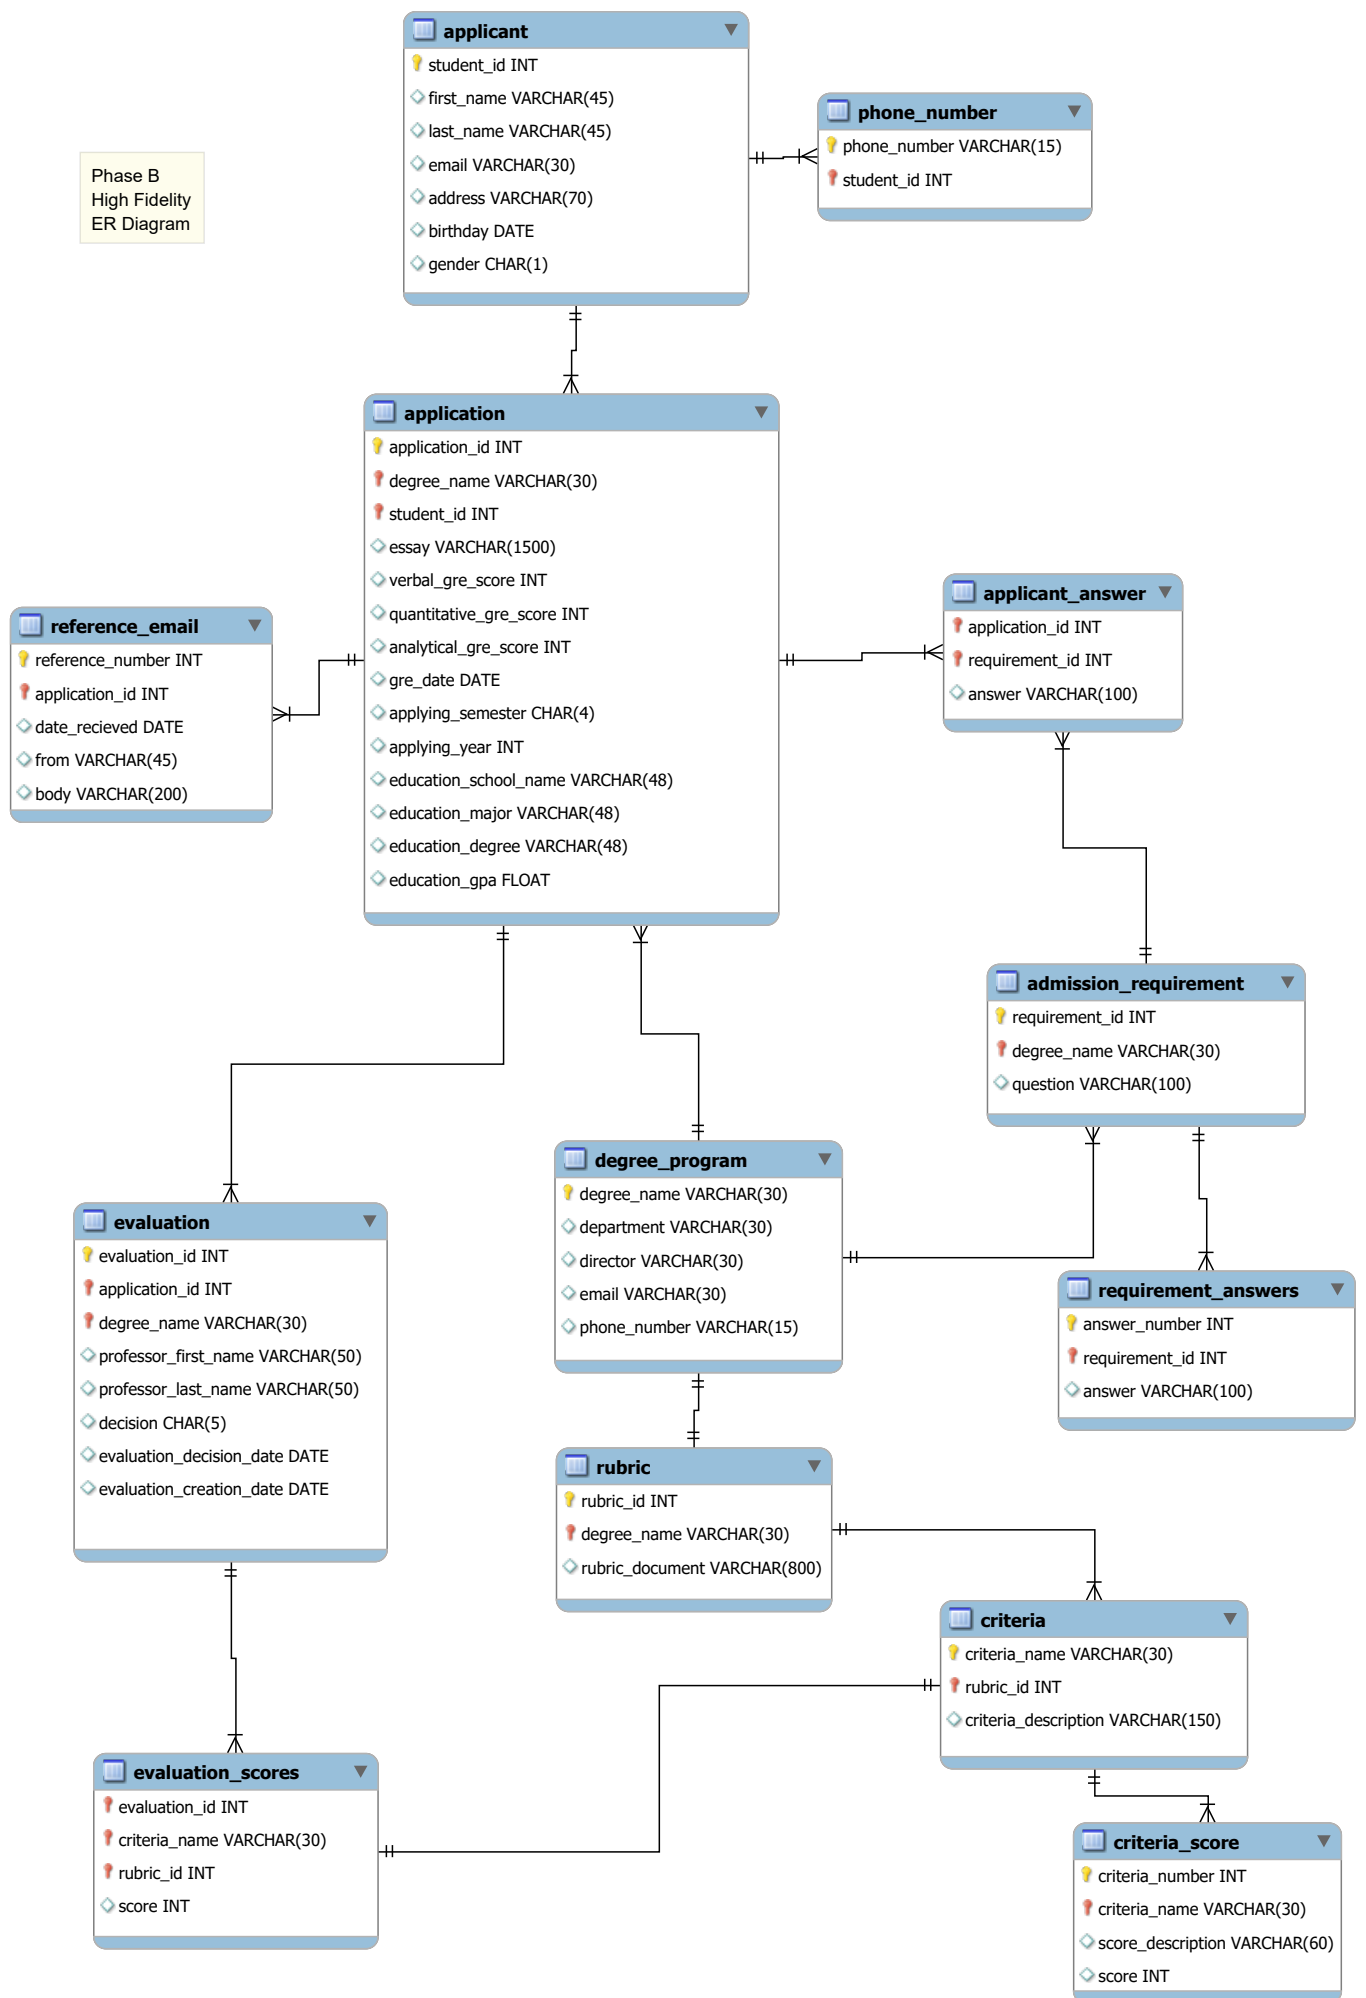 applicant
student_id INT
first_name VARCHAR(45)
last_name VARCHAR(45)
email VARCHAR(30)
address VARCHAR(70)
birthday DATE
gender CHAR(1)
phone_number
phone_number VARCHAR(15)
student_id INT
Phase B
High Fidelity
ER Diagram
application
application_id INT
degree_name VARCHAR(30)
student_id INT
essay VARCHAR(1500)
verbal_gre_score INT
quantitative_gre_score INT
analytical_gre_score INT
gre_date DATE
applying_semester CHAR(4)
applying_year INT
education_school_name VARCHAR(48)
education_major VARCHAR(48)
education_degree VARCHAR(48)
education_gpa FLOAT
reference_email
reference_number INT
application_id INT
date_recieved DATE
from VARCHAR(45)
body VARCHAR(200)
applicant_answer
application_id INT
requirement_id INT
answer VARCHAR(100)
admission_requirement
requirement_id INT
degree_name VARCHAR(30)
question VARCHAR(100)
degree_program
degree_name VARCHAR(30)
department VARCHAR(30)
director VARCHAR(30)
email VARCHAR(30)
phone_number VARCHAR(15)
evaluation
evaluation_id INT
application_id INT
degree_name VARCHAR(30)
professor_first_name VARCHAR(50)
professor_last_name VARCHAR(50)
decision CHAR(5)
evaluation_decision_date DATE
evaluation_creation_date DATE
requirement_answers
answer_number INT
requirement_id INT
answer VARCHAR(100)
rubric
rubric_id INT
degree_name VARCHAR(30)
rubric_document VARCHAR(800)
criteria
criteria_name VARCHAR(30)
rubric_id INT
criteria_description VARCHAR(150)
evaluation_scores
evaluation_id INT
criteria_name VARCHAR(30)
rubric_id INT
score INT
criteria_score
criteria_number INT
criteria_name VARCHAR(30)
score_description VARCHAR(60)
score INT